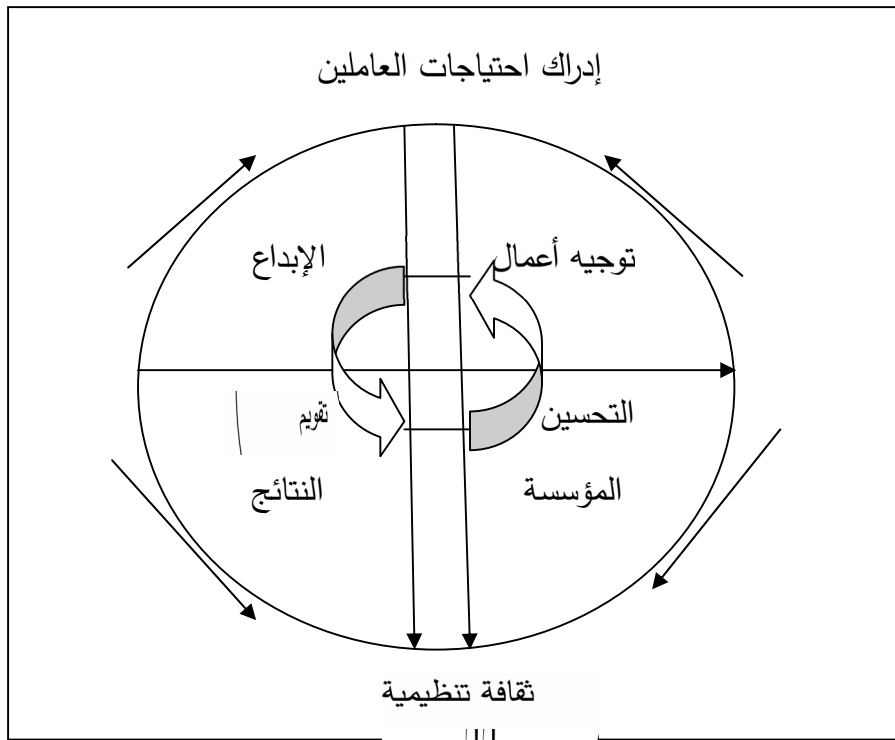 إدراك احتياجات العاملين
توجيه أعمال
الإبداع
التحسين
تقويم
المؤسسة
النتائج
ثقافة تنظيمية